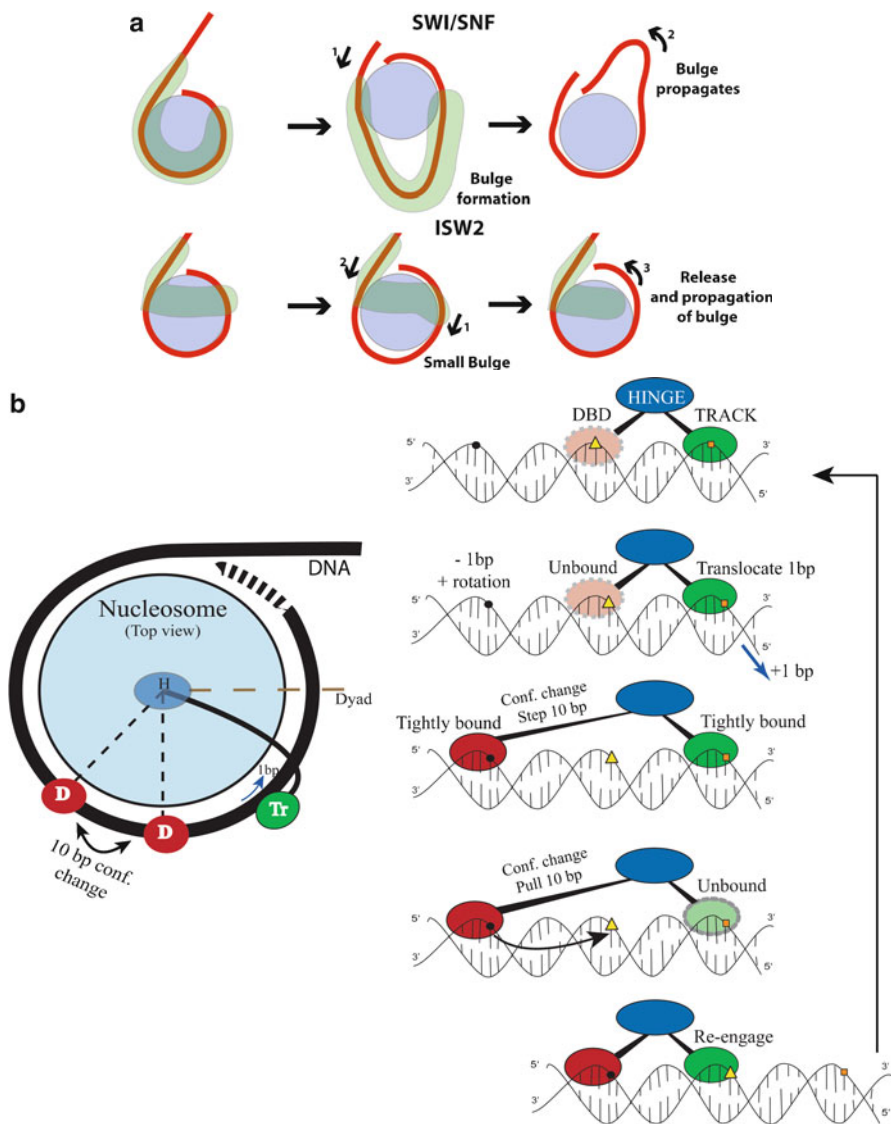 a
SWI/SNF
1
2
Bulge
propagates
Bulge
formation
ISW2
2
1
3
Small Bulge
Release
and propagation
of bulge
b
HINGE
DBD
TRACK
5'
3'
3'
5'
- 1bp
+ rotation
Unbound
Translocate 1bp
5'
3'
3'
5'
+1 bp
DNA
Nucleosome
(Top view)
H
Dyad
1bp
D
D
Tr
10 bp conf.
change
Conf. change
Step 10 bp
Tightly bound
Tightly bound
5'
3'
3'
5'
Conf. change
Pull 10 bp
Unbound
5'
3'
3'
5'
Re-engage
5'
3'
3'
5'